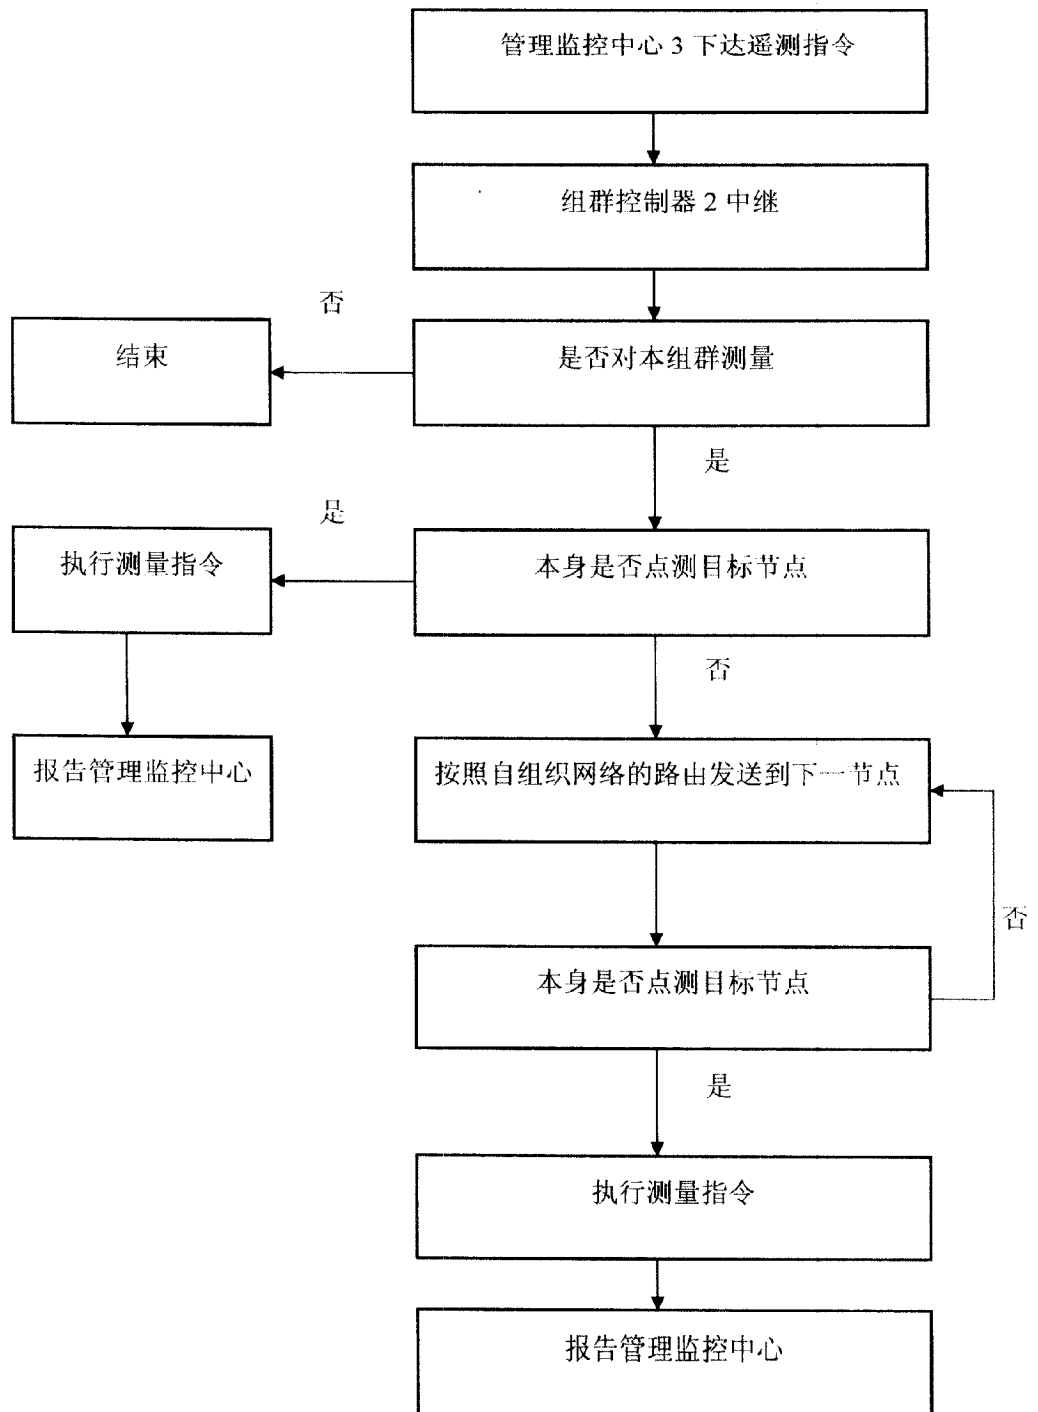 管理监控中心 3 下达遥测指令
组群控制器 2 中继
否
结束
是否对本组群测量
是
是
执行测量指令
本身是否点测目标节点
否
报告管理监控中心
按照自组织网络的路由发送到下一节点
否
本身是否点测目标节点
是
执行测量指令
报告管理监控中心